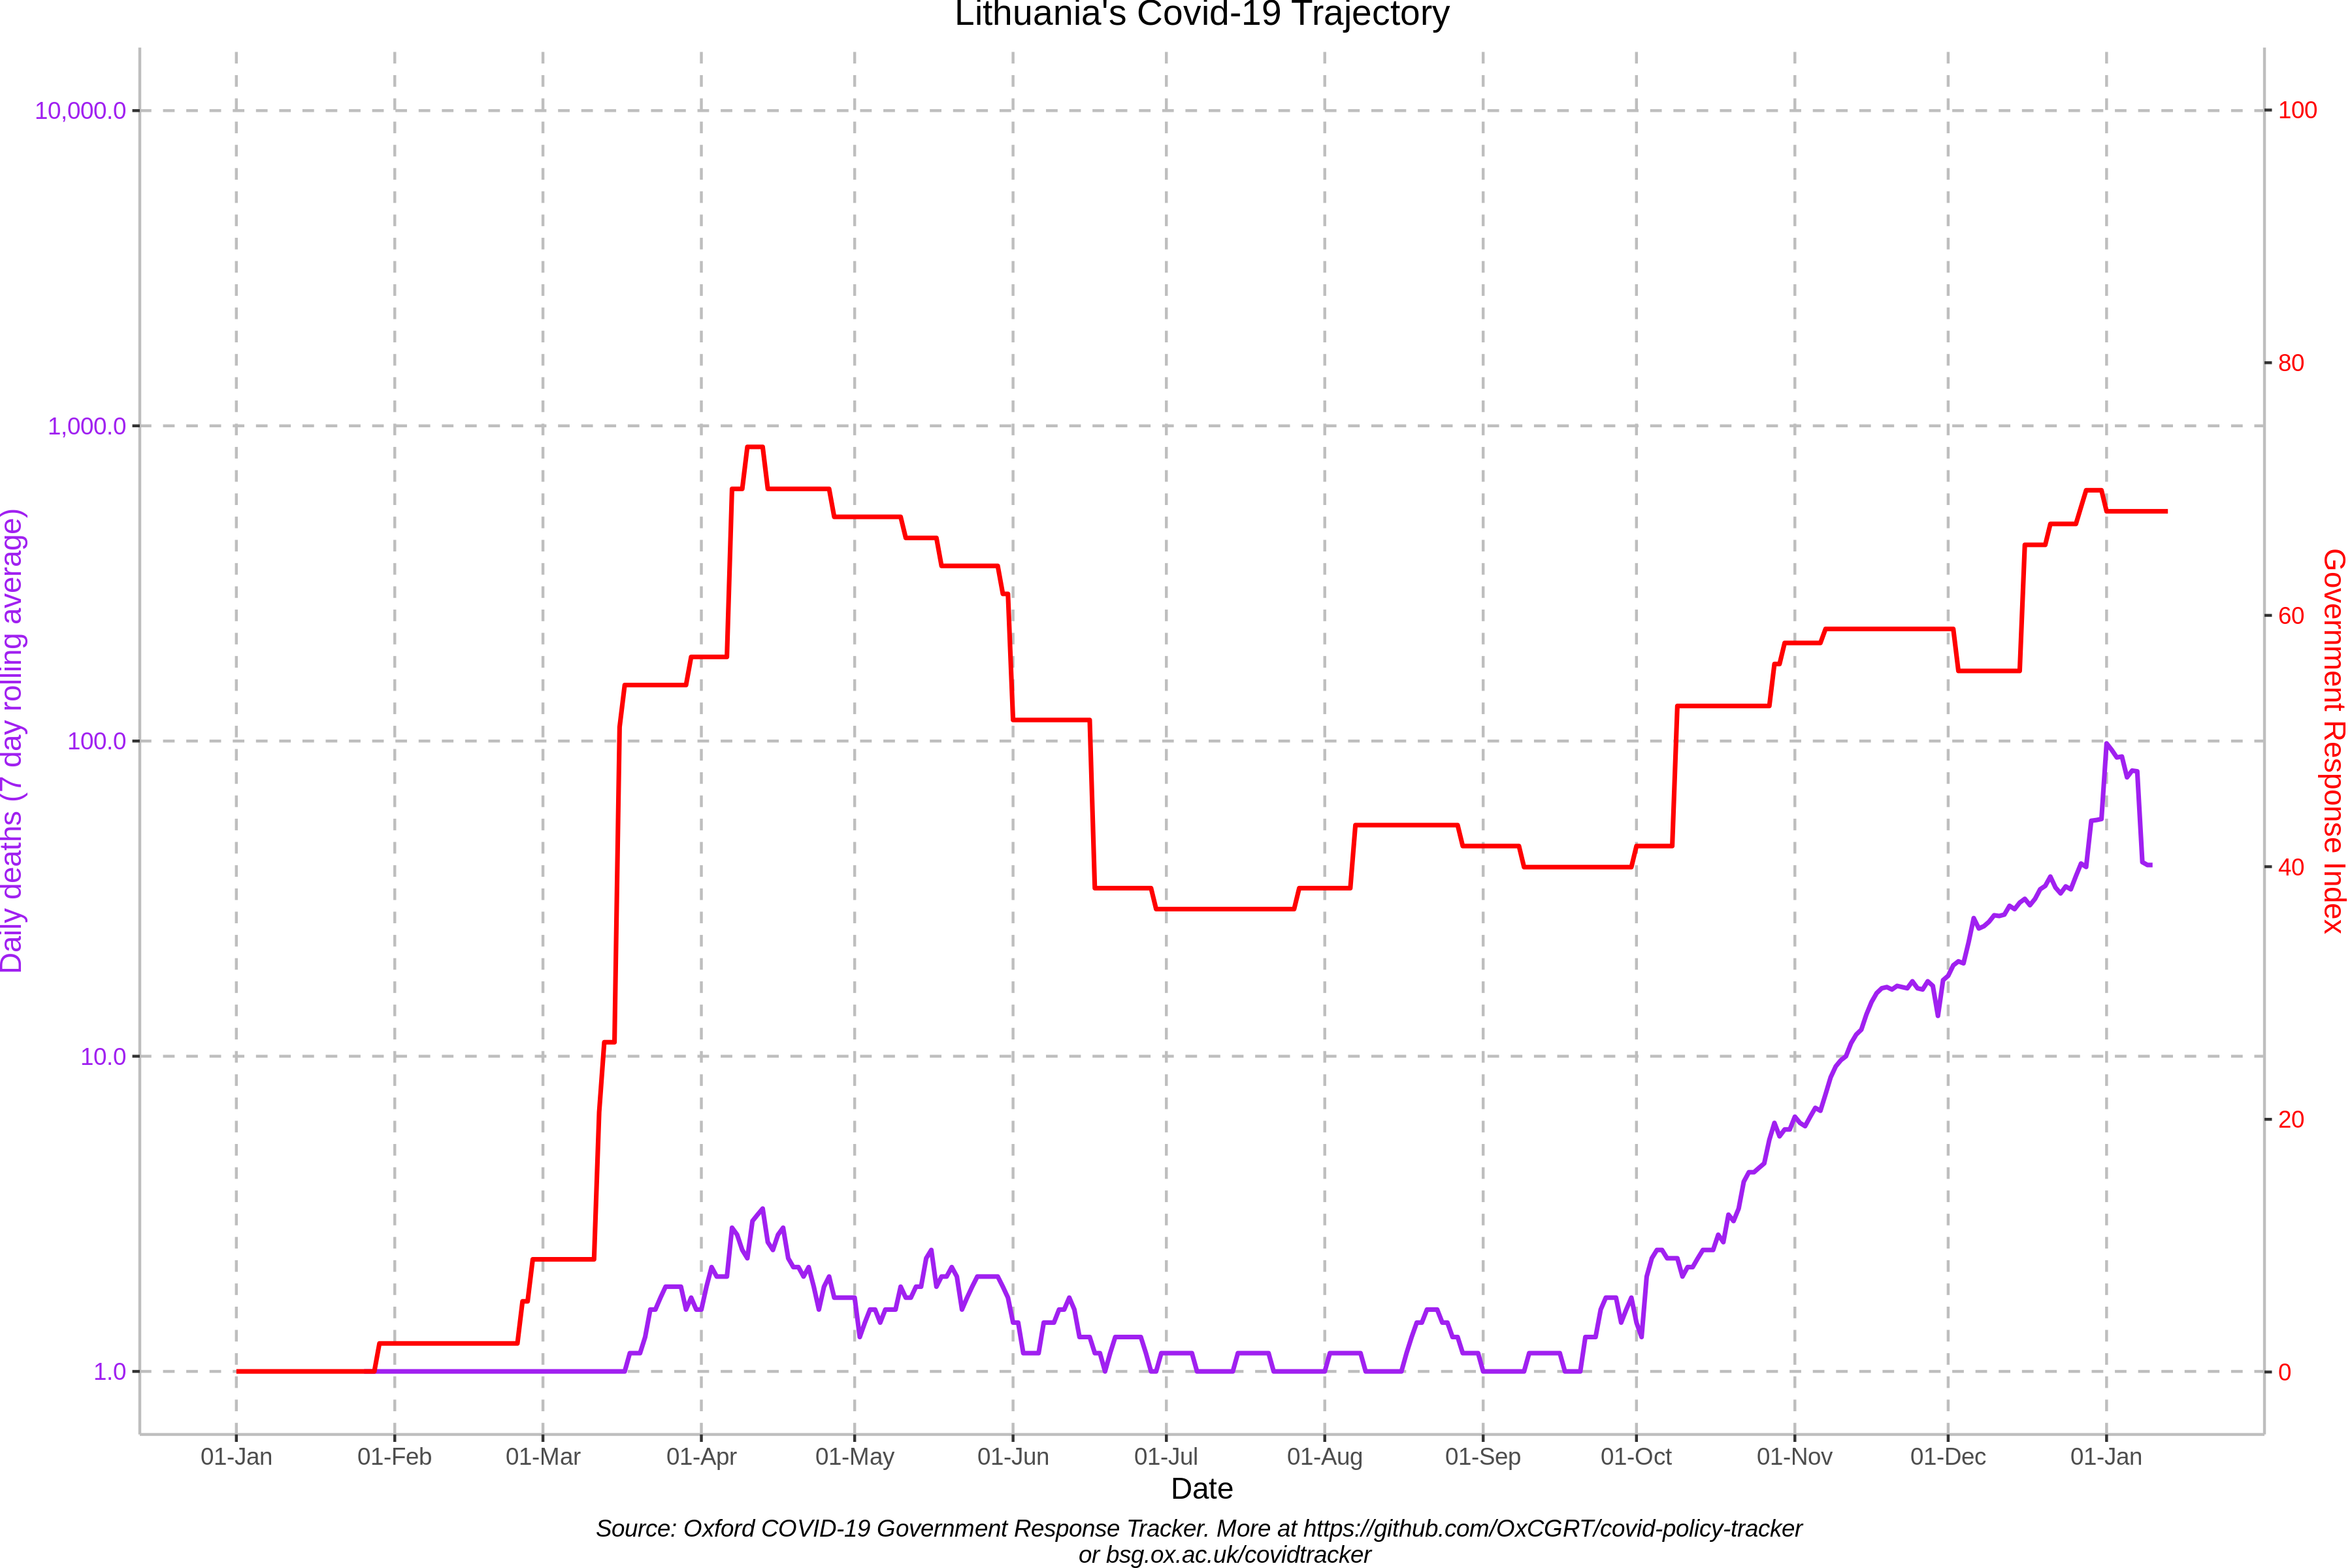 Lithuania's Covid-19 Trajectory
10,000.0
1,000.0
100.0
10.0
1.0
Daily deaths (7 day rolling average)
100
80
60
40
20
0
Government Response Index
01-Jan
01-Feb
01-Mar
01-Apr
01-May
01-Jun
01-Jul
01-Aug
01-Sep
01-Oct
01-Nov
01-Dec
01-Jan
Date
Source: Oxford COVID-19 Government Response Tracker. More at https://github.com/OxCGRT/covid-policy-tracker
or bsg.ox.ac.uk/covidtracker